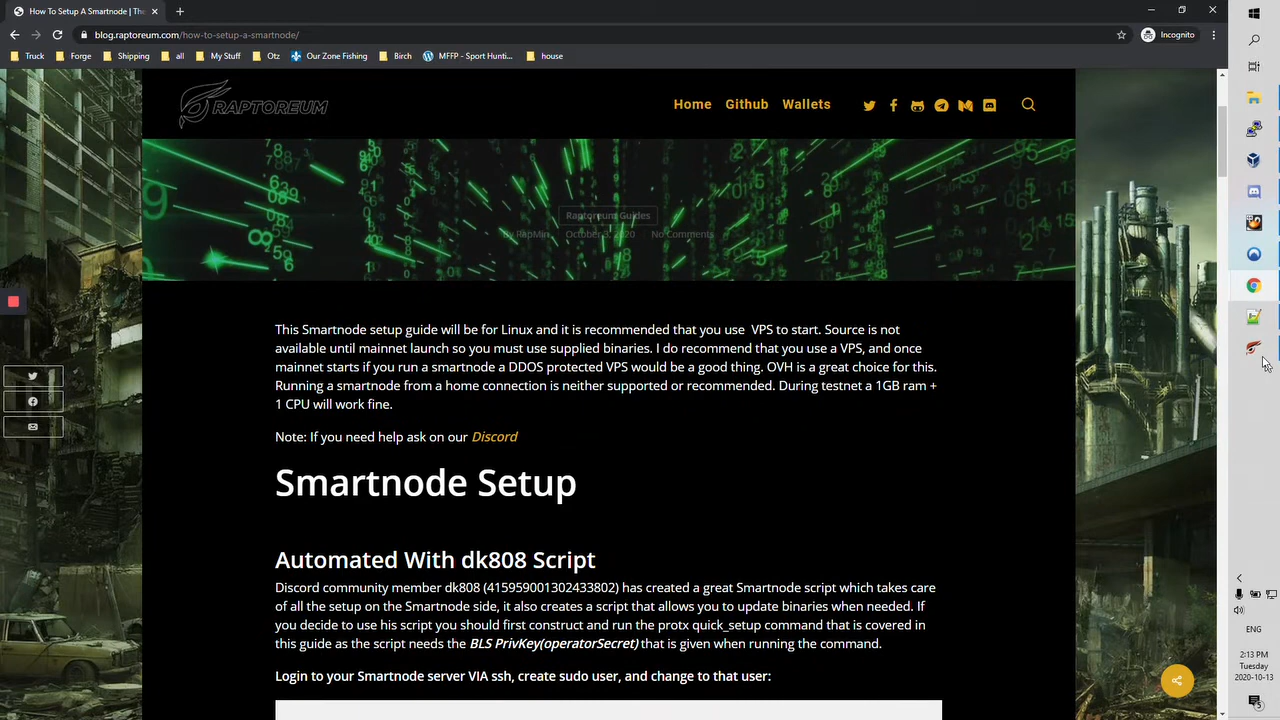 How To Setup A Smartnode | The
blog.raptoreum.com/how-to-setup-a-smartnode/
Incognito
Truck
Forge
Shipping
all
My Stuff
Otz
Our Zone Fishing
Birch
MFFP - Sport Hunti...
house
RAPTOREUM
Home Github Wallets
Raptoreum Guides
By RapMin October 3, 2020 No Comments
This Smartnode setup guide will be for Linux and it is recommended that you use VPS to start. Source is not
available until mainnet launch so you must use supplied binaries. I do recommend that you use a VPS, and once
mainnet starts if you run a smartnode a DDOS protected VPS would be a good thing. OVH is a great choice for this.
Running a smartnode from a home connection is neither supported or recommended. During testnet a 1GB ram +
1 CPU will work fine.
Note: If you need help ask on our Discord
Smartnode Setup
Automated With dk808 Script
Discord community member dk808 (415959001302433802) has created a great Smartnode script which takes care
of all the setup on the Smartnode side, it also creates a script that allows you to update binaries when needed. If
you decide to use his script you should first construct and run the protx quick_setup command that is covered in
this guide as the script needs the BLS PrivKey(operatorSecret) that is given when running the command.
Login to your Smartnode server VIA ssh, create sudo user, and change to that user:
ENG
2:13 PM
Tuesday
2020-10-13
5